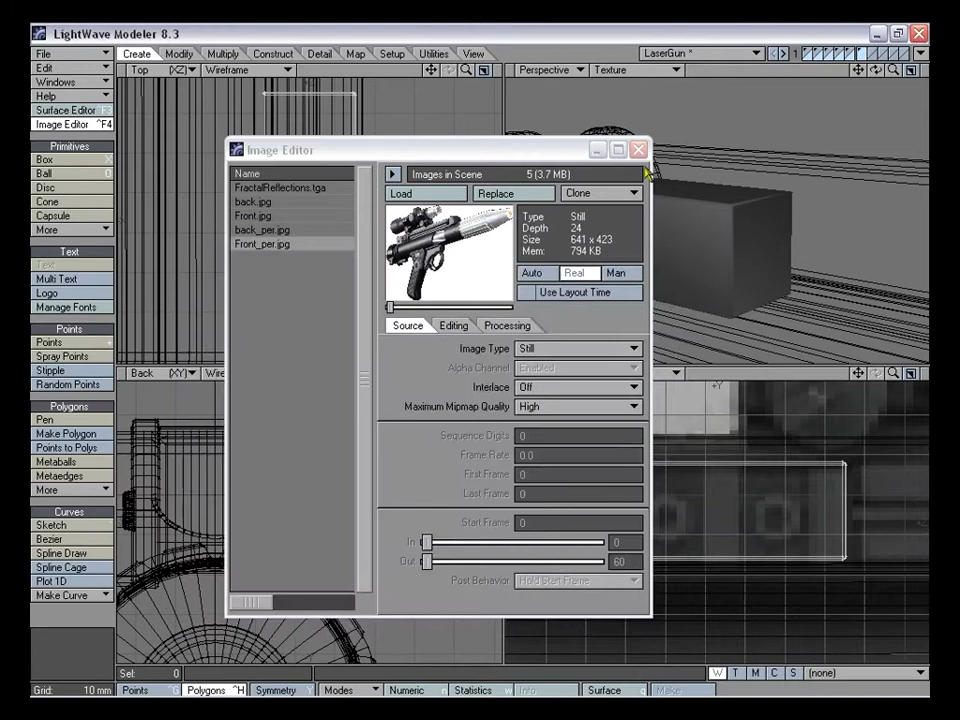 LightWave Modeler 8.3
File
Create Modify Multiply Construct Detail Map Setup Utilities View
LaserGun *
1
Edit
Top (XZ) Wireframe
Perspective Texture
Windows
Help
Surface Editor ^F3
Image Editor ^F4
Primitives
Box X
Ball O
Disc
Cone
Capsule
More
Text
Text
Multi Text
Logo
Manage Fonts
Points
Points +
Spray Points
Stipple
Random Points
Polygons
Pen
Make Polygon
Points to Polys
Metaballs
Metaedges
More
Curves
Sketch
Bezier
Spline Draw
Spline Cage
Plot 1D
Make Curve
Image Editor
Name
FractalReflections.tga
back.jpg
Front.jpg
back_per.jpg
Front_per.jpg
Images in Scene 5 (3.7 MB)
Load Replace Clone
Type Still
Depth 24
Size 641 x 423
Mem: 794 KB
Auto Real Man
Use Layout Time
Source Editing Processing
Image Type Still
Alpha Channel Enabled
Interlace Off
Maximum Mipmap Quality High
Sequence Digits 0
Frame Rate 0.0
First Frame 0
Last Frame 0
Start Frame 0
In 0
Out 60
Post Behavior Hold Start Frame
Back (XY) Wire
+Y
Sel: 0
W T M C S (none)
Grid: 10 mm
Points ^G Polygons ^H Symmetry Y Modes Numeric n Statistics w Info Surface q Make